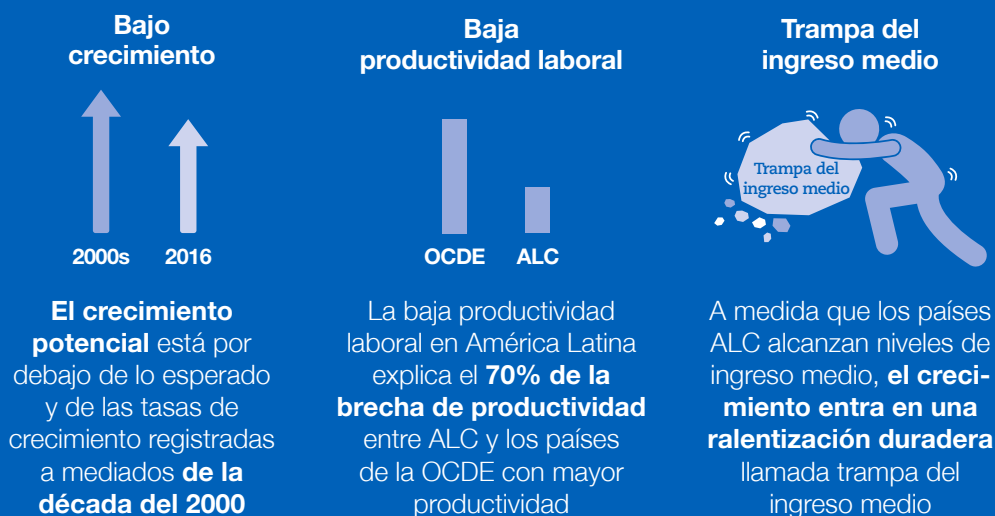 Bajo
crecimiento
2000s
2016
El crecimiento
potencial está por
debajo de lo esperado
y de las tasas de
crecimiento registradas
a mediados de la
década del 2000
Baja
productividad laboral
OCDE
ALC
La baja productividad
laboral en América Latina
explica el 70% de la
brecha de productividad
entre ALC y los países
de la OCDE con mayor
productividad
Trampa del
ingreso medio
Trampa del
ingreso medio
A medida que los países
ALC alcanzan niveles de
ingreso medio, el creci-
miento entra en una
ralentización duradera
llamada trampa del
ingreso medio